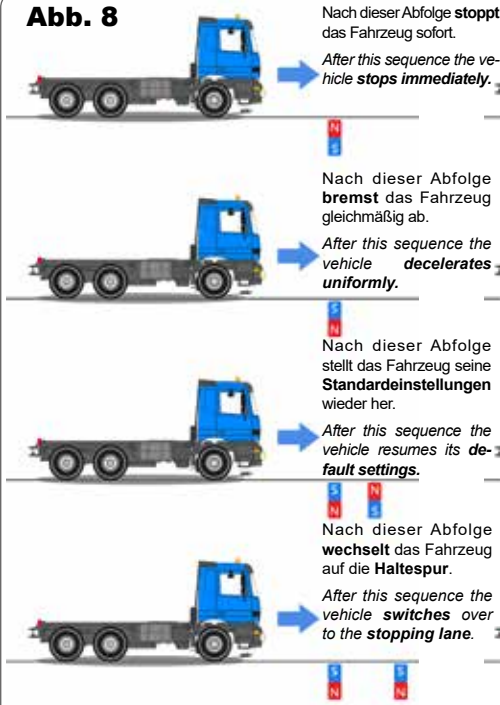 Abb. 8
Nach dieser Abfolge stoppt
das Fahrzeug sofort.
After this sequence the ve-
hicle stops immediately.
N
S
Nach dieser Abfolge
bremst das Fahrzeug
gleichmäßig ab.
After this sequence the
vehicle decelerates
uniformly.
S
N
Nach dieser Abfolge
stellt das Fahrzeug seine
Standardeinstellungen
wieder her.
After this sequence the
vehicle resumes its de-
fault settings.
S N
N S
Nach dieser Abfolge
wechselt das Fahrzeug
auf die Haltespur.
After this sequence the
vehicle switches over
to the stopping lane.
S S
N N